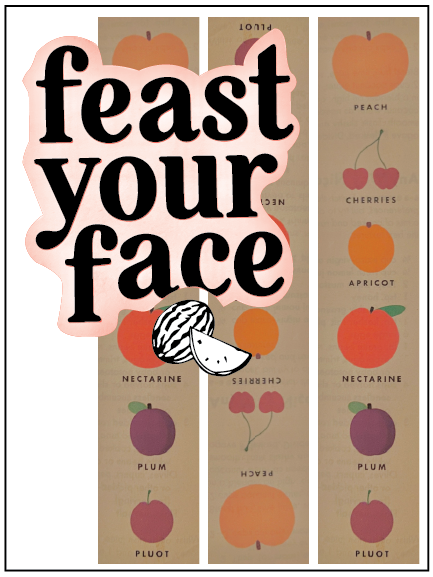 feast
your
face
NECTARINE
PLUM
PLUOT
PLUOT
NEC
CHERRIES
PEACH
PEACH
CHERRIES
APRICOT
NECTARINE
PLUM
PLUOT